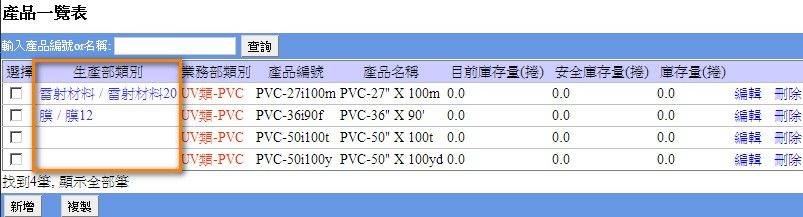 產品一覽表
輸入產品編號or名稱: 查詢
選擇 生產部類別 業務部類別 產品編號 產品名稱 目前庫存量(捲) 安全庫存量(捲) 庫存量(捲)
雷射材料 / 雷射材料20 UV類-PVC PVC-27i100m PVC-27" X 100m 0.0 0.0 0.0 編輯 刪除
膜 / 膜12 UV類-PVC PVC-36i90f PVC-36" X 90' 0.0 0.0 0.0 編輯 刪除
UV類-PVC PVC-50i100t PVC-50" X 100t 0.0 0.0 0.0 編輯 刪除
UV類-PVC PVC-50i100y PVC-50" X 100yd 0.0 0.0 0.0 編輯 刪除
找到4筆, 顯示全部筆
新增 複製